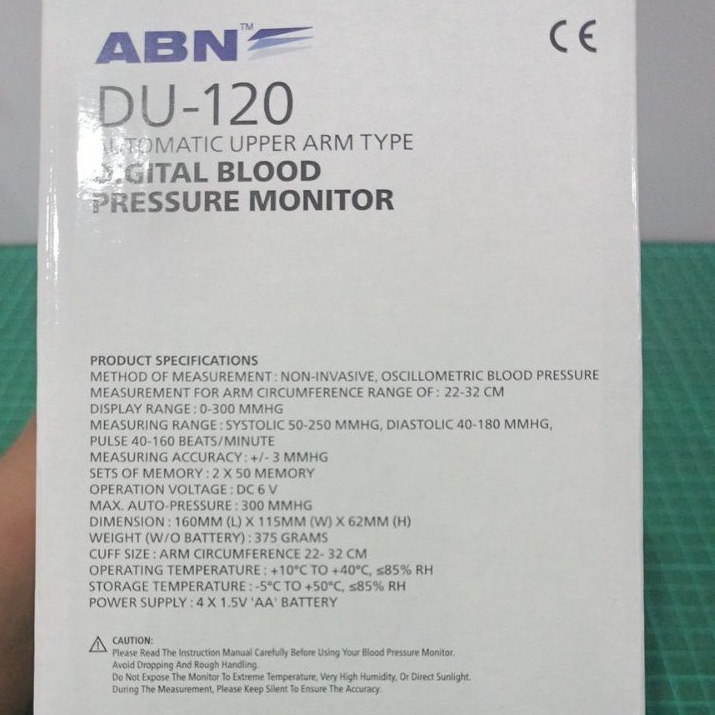 ABN™
CE
DU-120
AUTOMATIC UPPER ARM TYPE
DIGITAL BLOOD
PRESSURE MONITOR
PRODUCT SPECIFICATIONS
METHOD OF MEASUREMENT : NON-INVASIVE, OSCILLOMETRIC BLOOD PRESSURE
MEASUREMENT FOR ARM CIRCUMFERENCE RANGE OF : 22-32 CM
DISPLAY RANGE : 0-300 MMHG
MEASURING RANGE : SYSTOLIC 50-250 MMHG, DIASTOLIC 40-180 MMHG,
PULSE 40-160 BEATS/MINUTE
MEASURING ACCURACY : +/- 3 MMHG
SETS OF MEMORY : 2 X 50 MEMORY
OPERATION VOLTAGE : DC 6 V
MAX. AUTO-PRESSURE : 300 MMHG
DIMENSION : 160MM (L) X 115MM (W) X 62MM (H)
WEIGHT (W/O BATTERY) : 375 GRAMS
CUFF SIZE : ARM CIRCUMFERENCE 22- 32 CM
OPERATING TEMPERATURE : +10°C TO +40°C, ≤85% RH
STORAGE TEMPERATURE : -5°C TO +50°C, ≤85% RH
POWER SUPPLY : 4 X 1.5V 'AA' BATTERY
CAUTION:
Please Read The Instruction Manual Carefully Before Using Your Blood Pressure Monitor.
Avoid Dropping And Rough Handling.
Do Not Expose The Monitor To Extreme Temperature, Very High Humidity, Or Direct Sunlight.
During The Measurement, Please Keep Silent To Ensure The Accuracy.